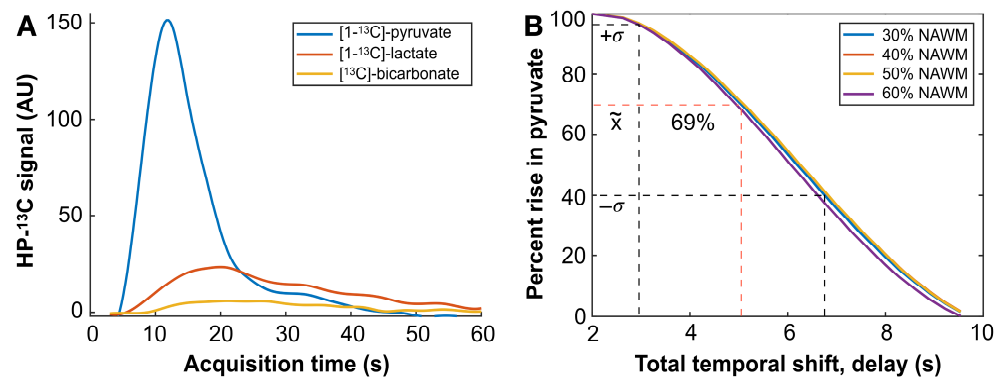 A
HP-¹³C signal (AU)
150
100
50
0
0 10 20 30 40 50 60
Acquisition time (s)
[1-¹³C]-pyruvate
[1-¹³C]-lactate
[¹³C]-bicarbonate
B
Percent rise in pyruvate
100
80
60
40
20
0
2 4 6 8 10
Total temporal shift, delay (s)
+σ
x̃
69%
−σ
30% NAWM
40% NAWM
50% NAWM
60% NAWM